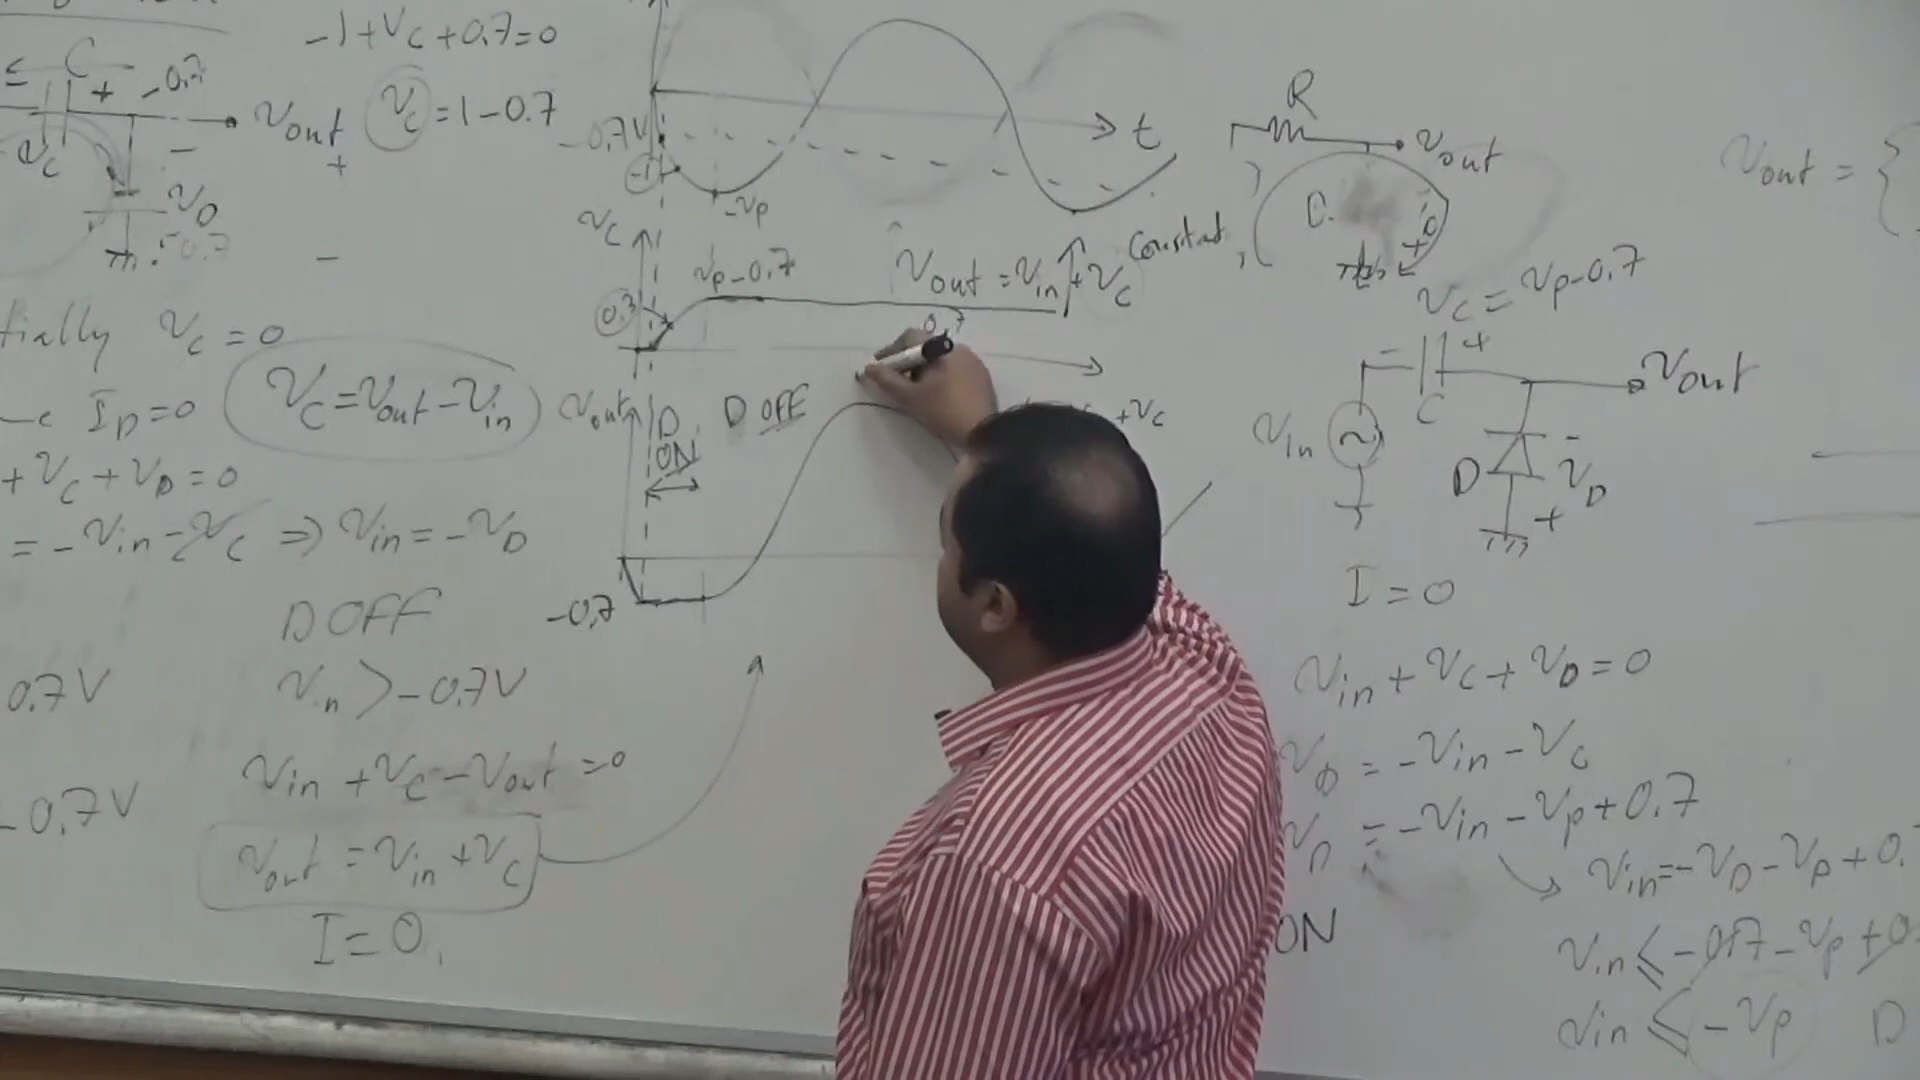 -1+Vc+0.7=0
C
+ -0.7
Vout
+
Vc = 1-0.7
-
Vc
VD
-0.7
-
-0.7V
-1
-Vp
t
R
Vout
C
D
+
Vout = {
Vc
Vp-0.7
0.3
Vout = Vin + Vc
Constant
0.7
Vc = Vp-0.7
- +
C
Vout
Vin
D
-
VD
+
tially Vc = 0
ID = 0
Vc = Vout - Vin
+ Vc + VD = 0
= -Vin - Vc ⇒ Vin = -VD
Vout
D
ON
D OFF
+Vc
-0.7
D OFF
Vin > -0.7V
0.7V
Vin + Vc - Vout = 0
-0.7V
Vout = Vin + Vc
I = 0
I = 0
Vin + Vc + VD = 0
VD = -Vin - Vc
VD = -Vin - Vp + 0.7
Vin = -VD - Vp + 0.
ON
Vin ≤ -0.7 - Vp + 0.
Vin ≤ -Vp D